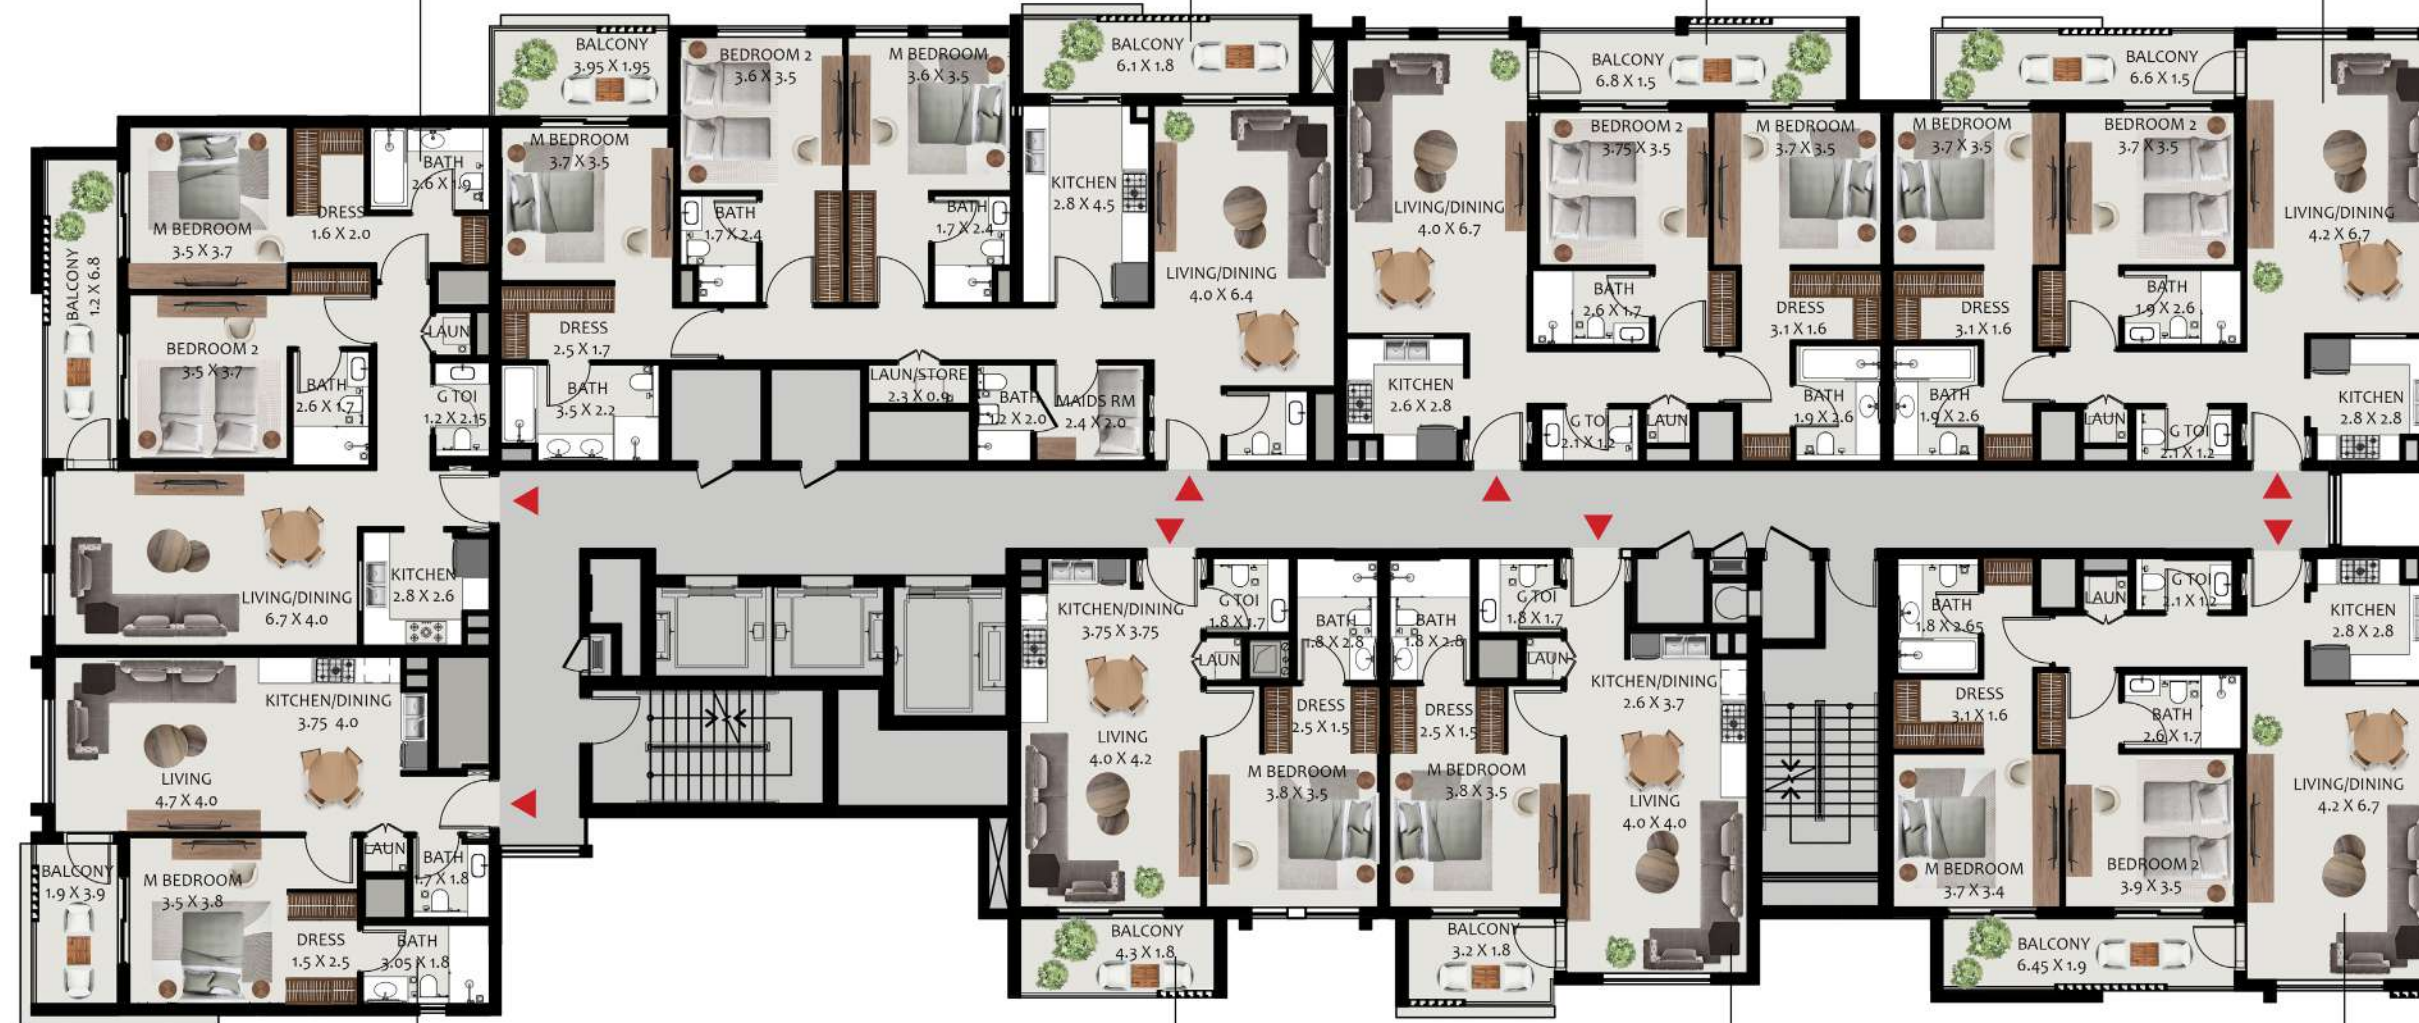 BALCONY
3.95 X 1.95
BEDROOM 2
3.6 X 3.5
M BEDROOM
3.6 X 3.5
BALCONY
6.1 X 1.8
BALCONY
6.8 X 1.5
BALCONY
6.6 X 1.5
M BEDROOM
3.5 X 3.7
DRESS
1.6 X 2.0
BATH
2.6 X 1.9
M BEDROOM
3.7 X 3.5
BATH
1.7 X 2.4
BATH
1.7 X 2.4
KITCHEN
2.8 X 4.5
LIVING/DINING
4.0 X 6.4
LIVING/DINING
4.0 X 6.7
BEDROOM 2
3.75 X 3.5
M BEDROOM
3.7 X 3.5
M BEDROOM
3.7 X 3.5
BEDROOM 2
3.7 X 3.5
LIVING/DINING
4.2 X 6.7
BALCONY
1.2 X 6.8
BEDROOM 2
3.5 X 3.7
BATH
2.6 X 1.7
LAUN
G TOI
1.2 X 2.15
DRESS
2.5 X 1.7
BATH
3.5 X 2.2
LAUN/STORE
2.3 X 0.9
BATH
1.2 X 2.0
MAIDS RM
2.4 X 2.0
KITCHEN
2.6 X 2.8
BATH
2.6 X 1.7
DRESS
3.1 X 1.6
G TOI
2.1 X 1.2
LAUN
BATH
1.9 X 2.6
DRESS
3.1 X 1.6
BATH
1.9 X 2.6
BATH
1.9 X 2.6
LAUN
G TOI
2.1 X 1.2
KITCHEN
2.8 X 2.8
LIVING/DINING
6.7 X 4.0
KITCHEN
2.8 X 2.6
KITCHEN/DINING
3.75 4.0
LIVING
4.7 X 4.0
BALCONY
1.9 X 3.9
M BEDROOM
3.5 X 3.8
LAUN
BATH
1.7 X 1.8
DRESS
1.5 X 2.5
BATH
3.05 X 1.8
KITCHEN/DINING
3.75 X 3.75
G TOI
1.8 X 1.7
LAUN
BATH
1.8 X 2.8
LIVING
4.0 X 4.2
DRESS
2.5 X 1.5
M BEDROOM
3.8 X 3.5
BALCONY
4.3 X 1.8
BATH
1.8 X 2.8
G TOI
1.8 X 1.7
LAUN
DRESS
2.5 X 1.5
M BEDROOM
3.8 X 3.5
KITCHEN/DINING
2.6 X 3.7
LIVING
4.0 X 4.0
BALCONY
3.2 X 1.8
BATH
1.8 X 2.65
LAUN
G TOI
2.1 X 1.2
KITCHEN
2.8 X 2.8
DRESS
3.1 X 1.6
BATH
2.6 X 1.7
M BEDROOM
3.7 X 3.4
BEDROOM 2
3.9 X 3.5
LIVING/DINING
4.2 X 6.7
BALCONY
6.45 X 1.9